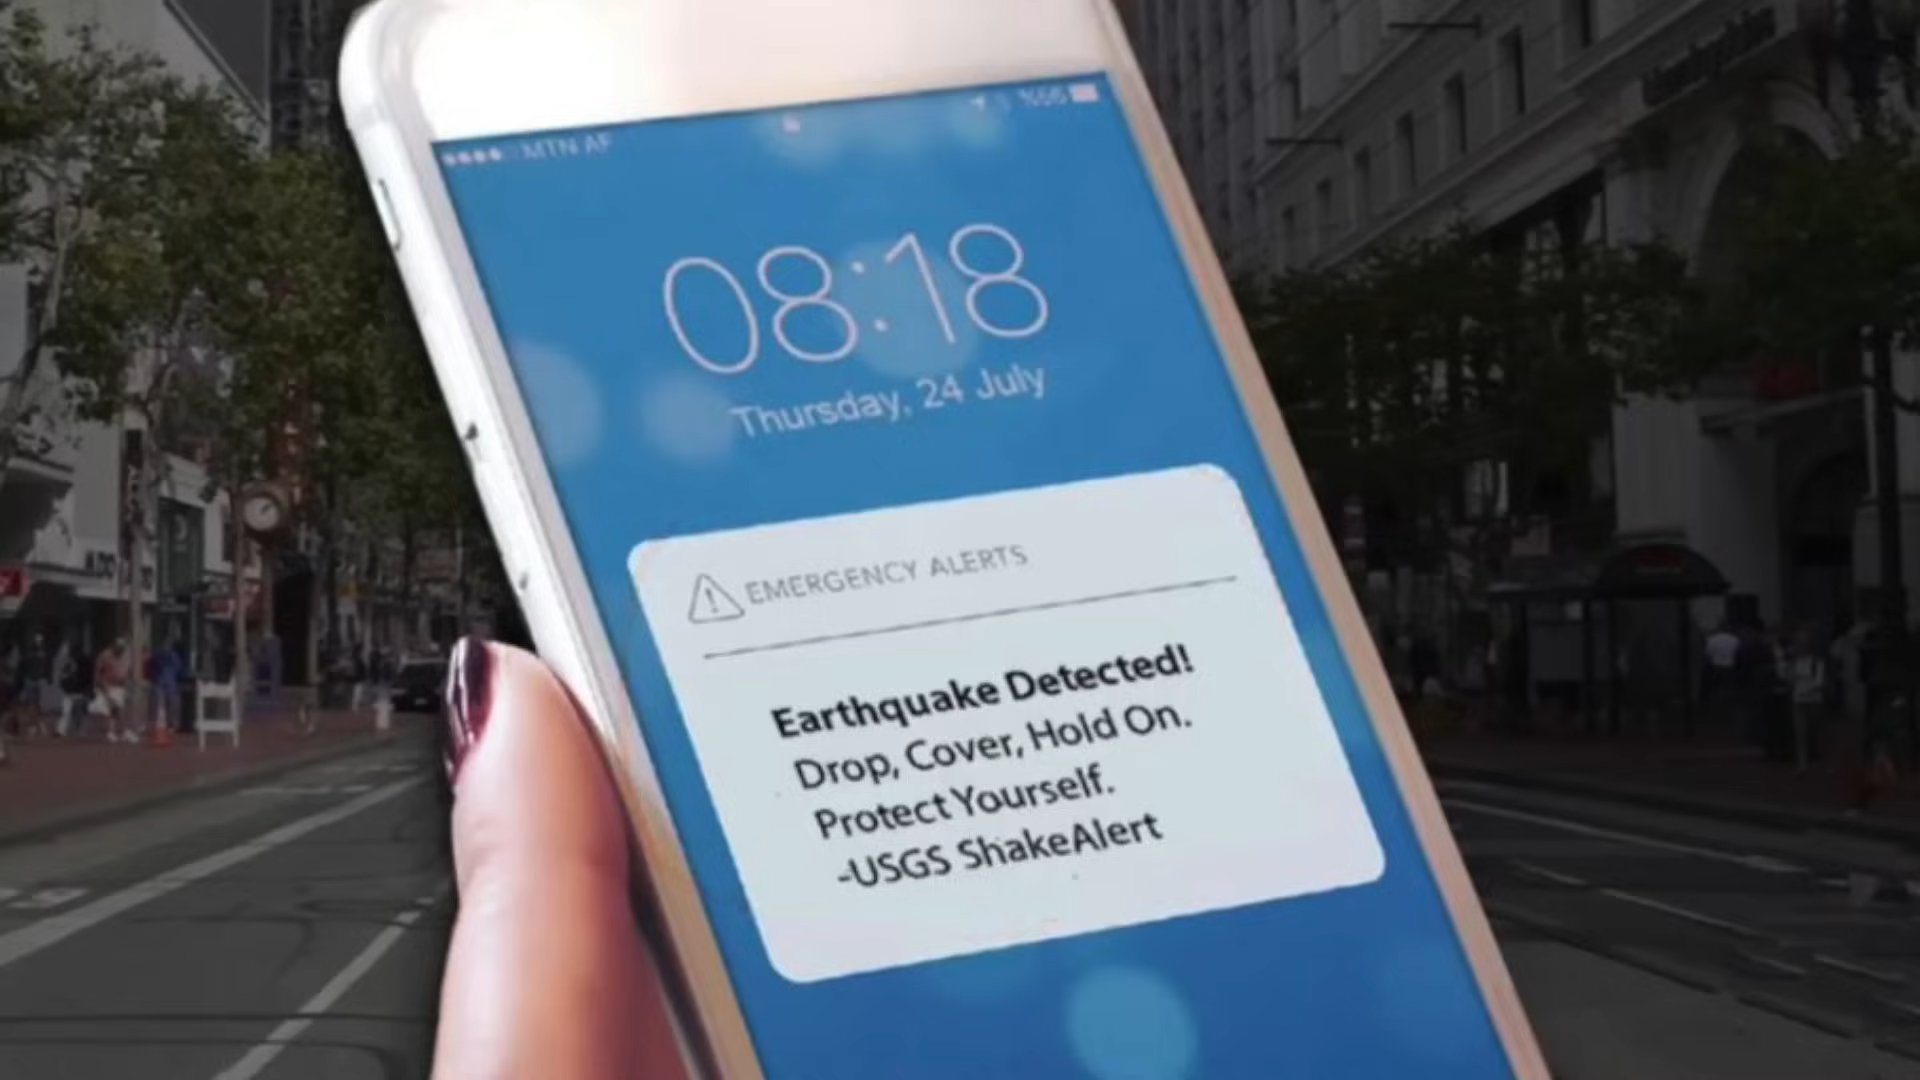 MTN AF
%66
08:18
Thursday, 24 July
EMERGENCY ALERTS
Earthquake Detected!
Drop, Cover, Hold On.
Protect Yourself.
-USGS ShakeAlert